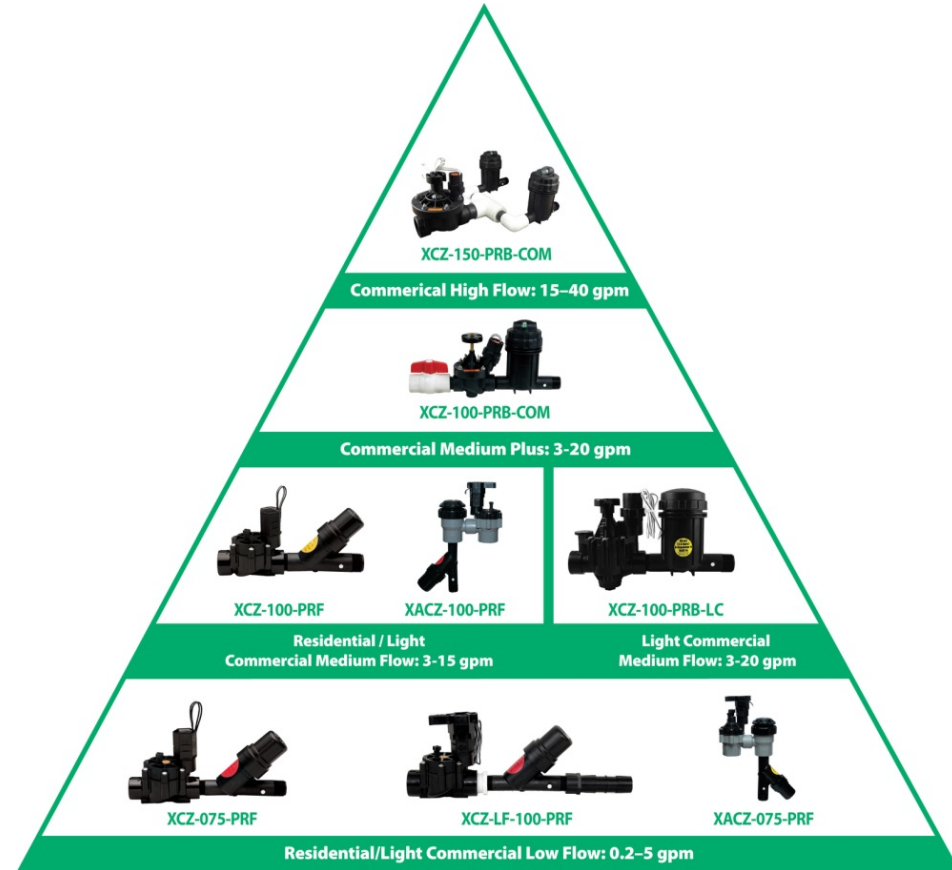 XCZ-150-PRB-COM
Commerical High Flow: 15–40 gpm
XCZ-100-PRB-COM
Commercial Medium Plus: 3-20 gpm
XCZ-100-PRF
XACZ-100-PRF
XCZ-100-PRB-LC
Residential / Light
Commercial Medium Flow: 3-15 gpm
Light Commercial
Medium Flow: 3-20 gpm
XCZ-075-PRF
XCZ-LF-100-PRF
XACZ-075-PRF
Residential/Light Commercial Low Flow: 0.2–5 gpm